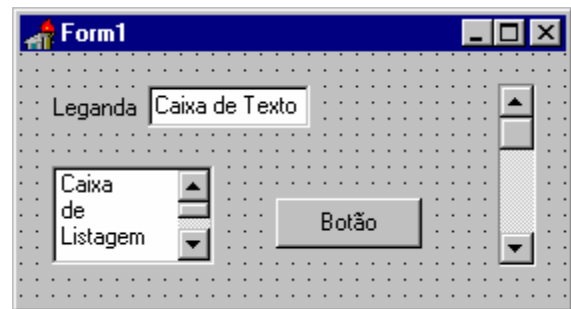 Form1
Leganda Caixa de Texto
Caixa
de
Listagem
Botão